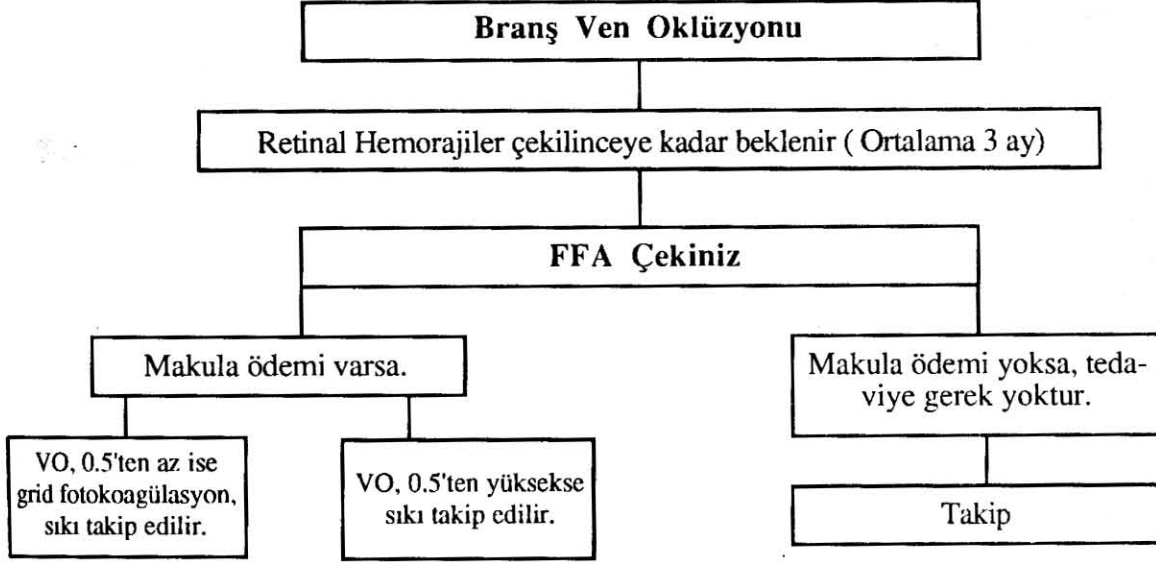 Branş Ven Oklüzyonu
Retinal Hemorajiler çekilinceye kadar beklenir ( Ortalama 3 ay)
FFA Çekiniz
Makula ödemi varsa.
Makula ödemi yoksa, teda-
viye gerek yoktur.
VO, 0.5'ten az ise
grid fotokoagülasyon,
sıkı takip edilir.
VO, 0.5'ten yüksekse
sıkı takip edilir.
Takip